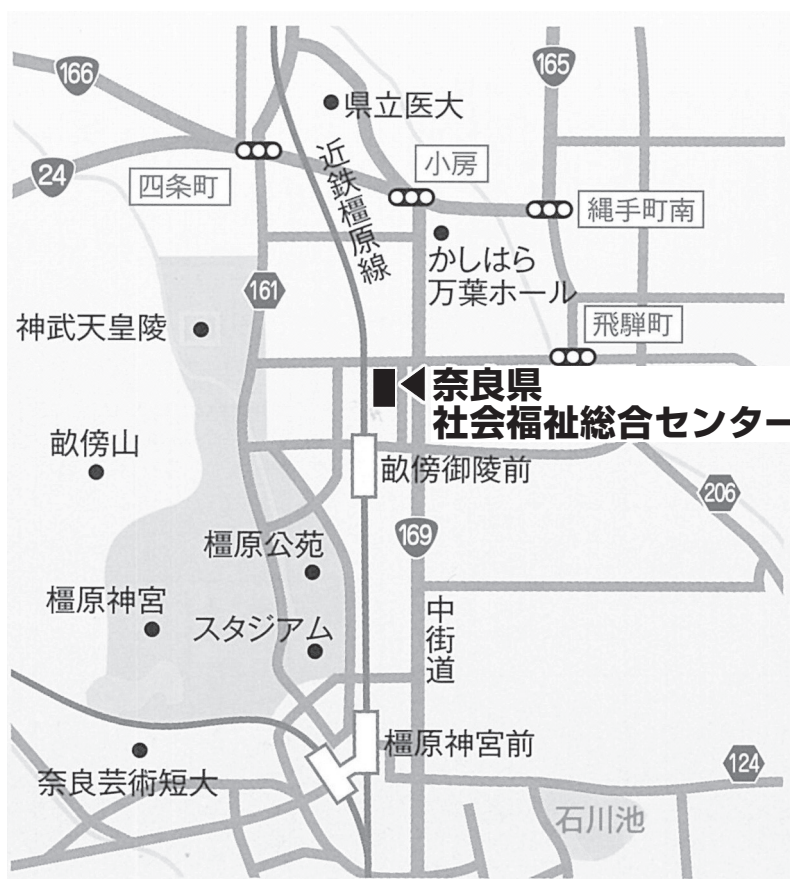 166
165
県立医大
24
四条町
近鉄橿原線
小房
縄手町南
かしはら
万葉ホール
161
神武天皇陵
飛騨町
奈良県
社会福祉総合センター
畝傍山
畝傍御陵前
206
169
橿原公苑
橿原神宮
スタジアム
中街道
橿原神宮前
124
奈良芸術短大
石川池